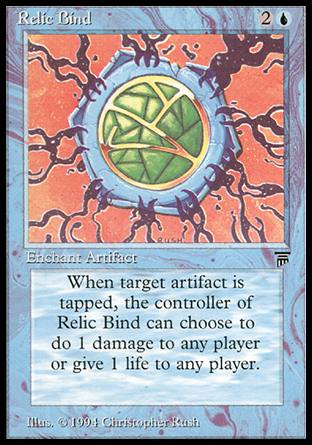 Relic Bind 2
RUSH
Enchant Artifact
When target artifact is
tapped, the controller of
Relic Bind can choose to
do 1 damage to any player
or give 1 life to any player.
Illus. © 1994 Christopher Rush